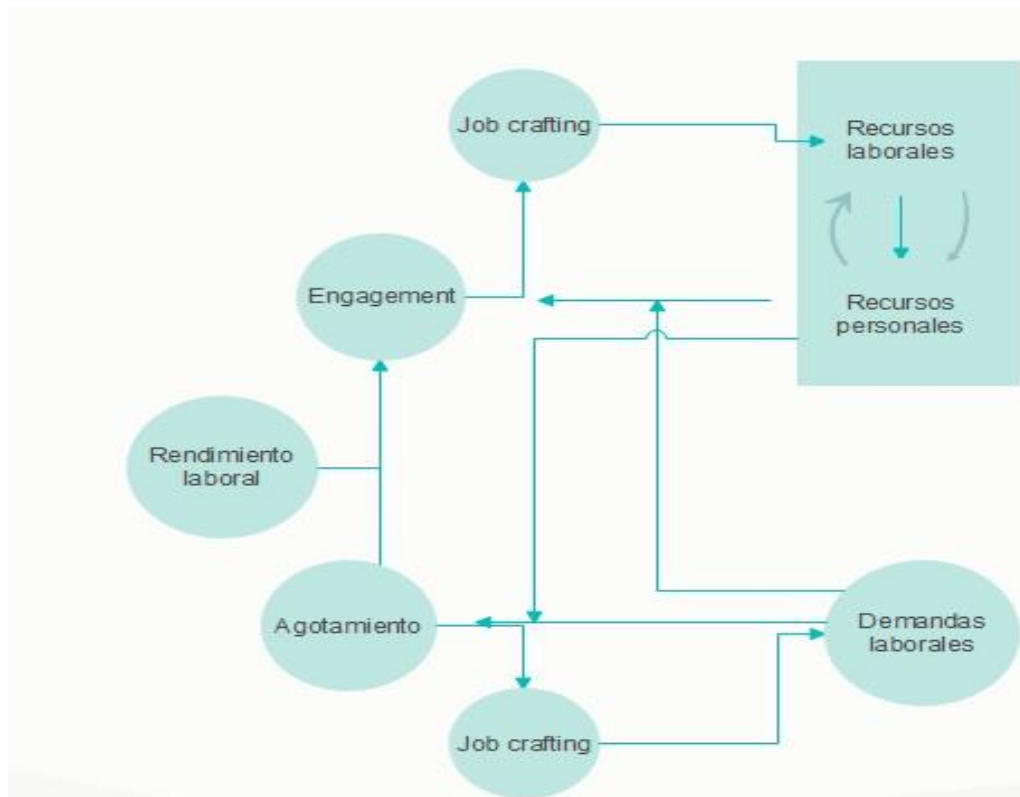 Job crafting
Recursos
laborales
Engagement
Recursos
personales
Rendimiento
laboral
Agotamiento
Demandas
laborales
Job crafting